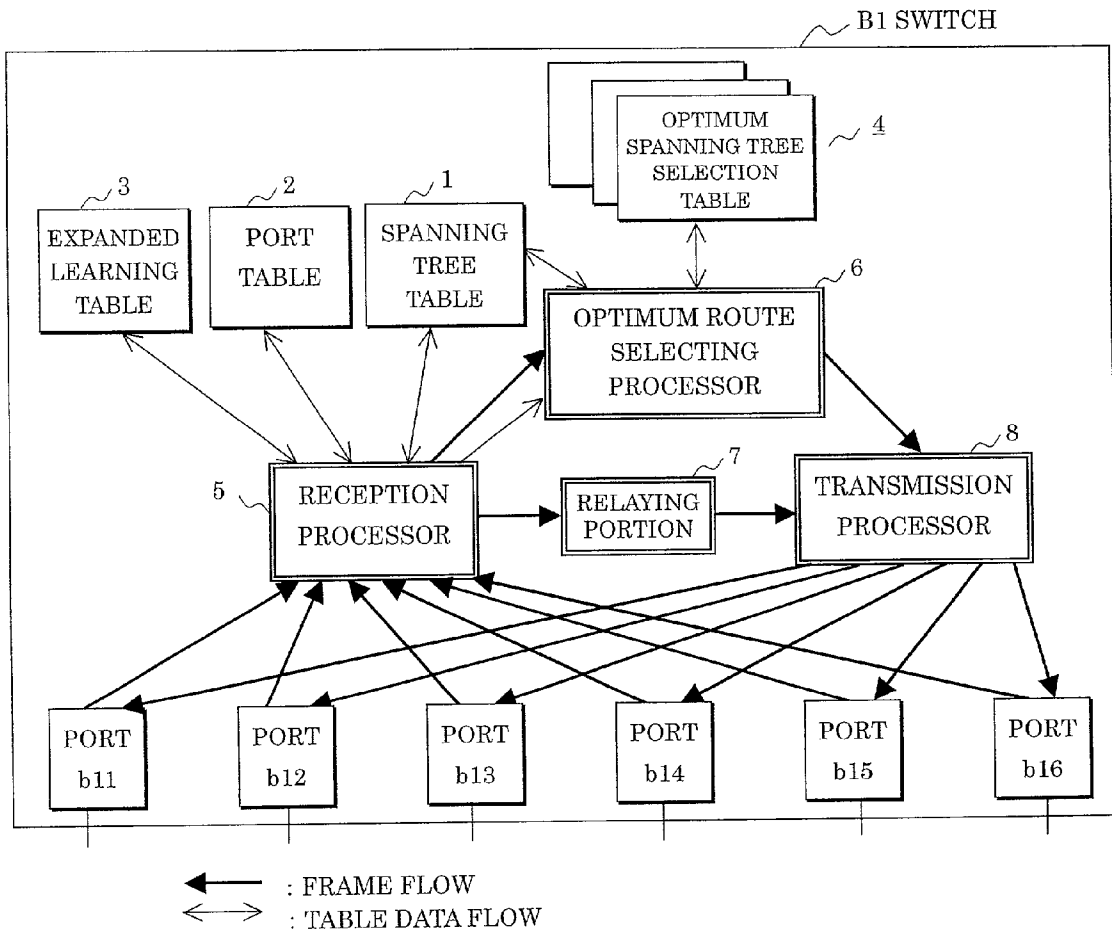 B1 SWITCH
OPTIMUM
SPANNING TREE
SELECTION
TABLE
4
3
EXPANDED
LEARNING
TABLE
2
PORT
TABLE
1
SPANNING
TREE
TABLE
6
OPTIMUM ROUTE
SELECTING
PROCESSOR
5
RECEPTION
PROCESSOR
7
RELAYING
PORTION
8
TRANSMISSION
PROCESSOR
PORT
b11
PORT
b12
PORT
b13
PORT
b14
PORT
b15
PORT
b16
: FRAME FLOW
: TABLE DATA FLOW